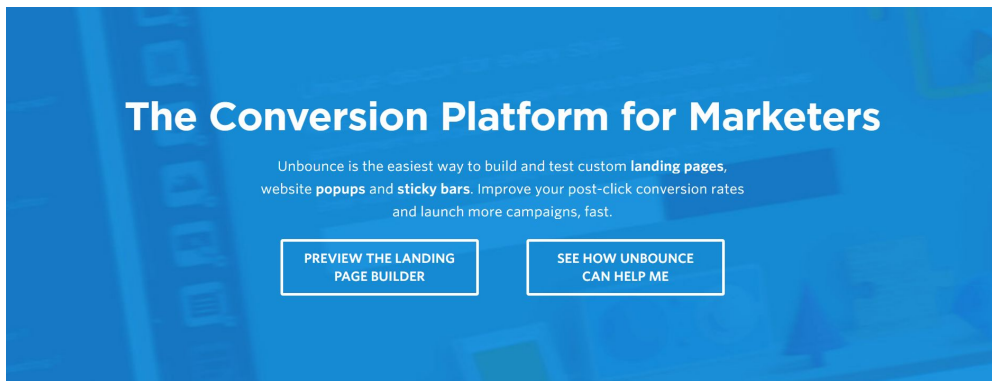 The Conversion Platform for Marketers
Unbounce is the easiest way to build and test custom landing pages,
website popups and sticky bars. Improve your post-click conversion rates
and launch more campaigns, fast.
PREVIEW THE LANDING
PAGE BUILDER
SEE HOW UNBOUNCE
CAN HELP ME